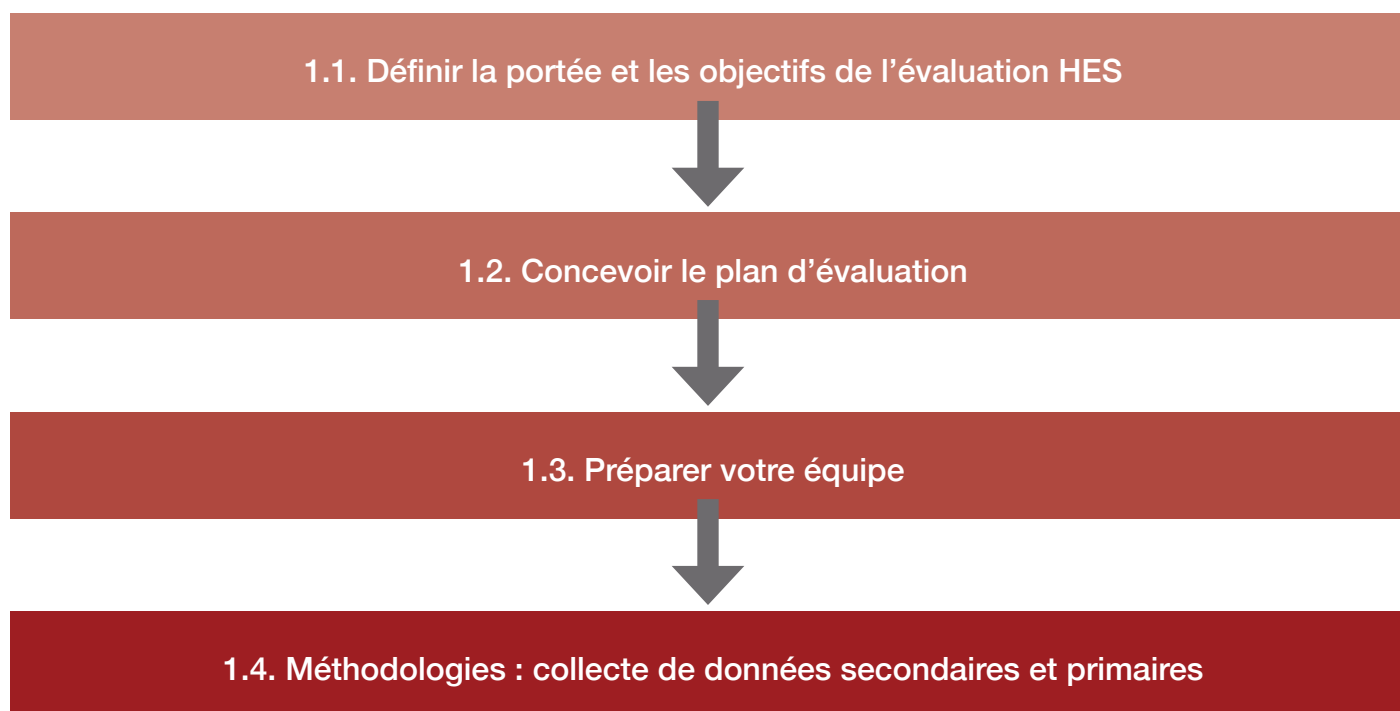 1.1. Définir la portée et les objectifs de l’évaluation HES
1.2. Concevoir le plan d’évaluation
1.3. Préparer votre équipe
1.4. Méthodologies : collecte de données secondaires et primaires